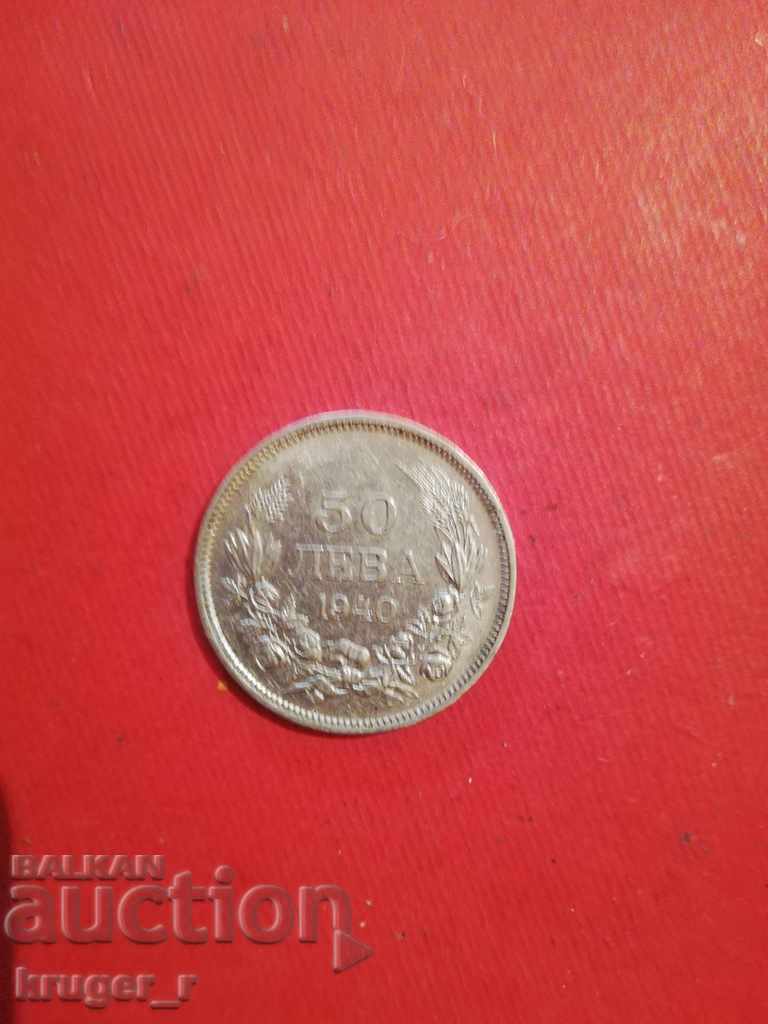 50
ЛЕВА
1940
BALKAN
auction
kruger_r